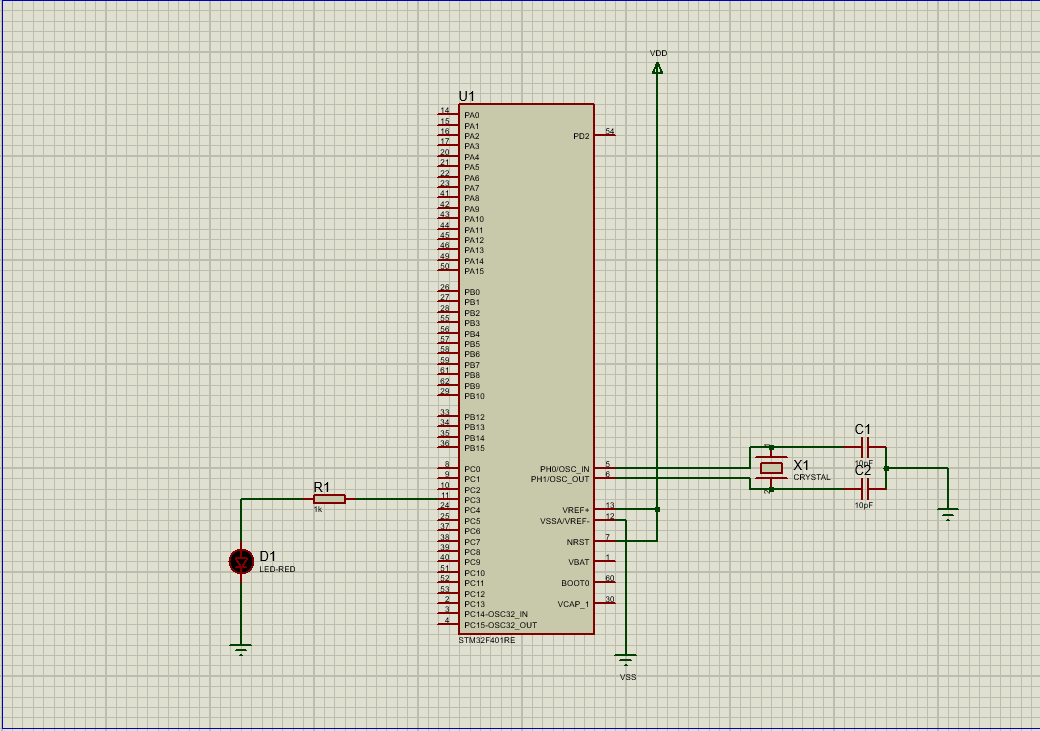 VDD
U1
14 PA0
15 PA1
16 PA2
17 PA3
20 PA4
21 PA5
22 PA6
23 PA7
41 PA8
42 PA9
43 PA10
44 PA11
45 PA12
46 PA13
49 PA14
50 PA15
26 PB0
27 PB1
28 PB2
55 PB3
56 PB4
57 PB5
58 PB6
59 PB7
61 PB8
62 PB9
29 PB10
33 PB12
34 PB13
35 PB14
36 PB15
8 PC0
9 PC1
10 PC2
11 PC3
24 PC4
25 PC5
37 PC6
38 PC7
39 PC8
40 PC9
51 PC10
52 PC11
53 PC12
2 PC13
3 PC14-OSC32_IN
4 PC15-OSC32_OUT
PD2 54
PH0/OSC_IN 5
PH1/OSC_OUT 6
VREF+ 13
VSSA/VREF- 12
NRST 7
VBAT 1
BOOT0 60
VCAP_1 30
STM32F401RE
R1
1k
D1
LED-RED
X1
CRYSTAL
C1
10pF
C2
10pF
VSS